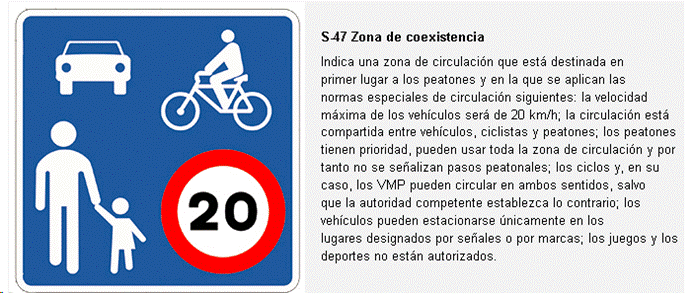 20
S-47 Zona de coexistencia
Indica una zona de circulación que está destinada en
primer lugar a los peatones y en la que se aplican las
normas especiales de circulación siguientes: la velocidad
máxima de los vehículos será de 20 km/h; la circulación está
compartida entre vehículos, ciclistas y peatones; los peatones
tienen prioridad, pueden usar toda la zona de circulación y por
tanto no se señalizan pasos peatonales; los ciclos y, en su
caso, los VMP pueden circular en ambos sentidos, salvo
que la autoridad competente establezca lo contrario; los
vehículos pueden estacionarse únicamente en los
lugares designados por señales o por marcas; los juegos y los
deportes no están autorizados.